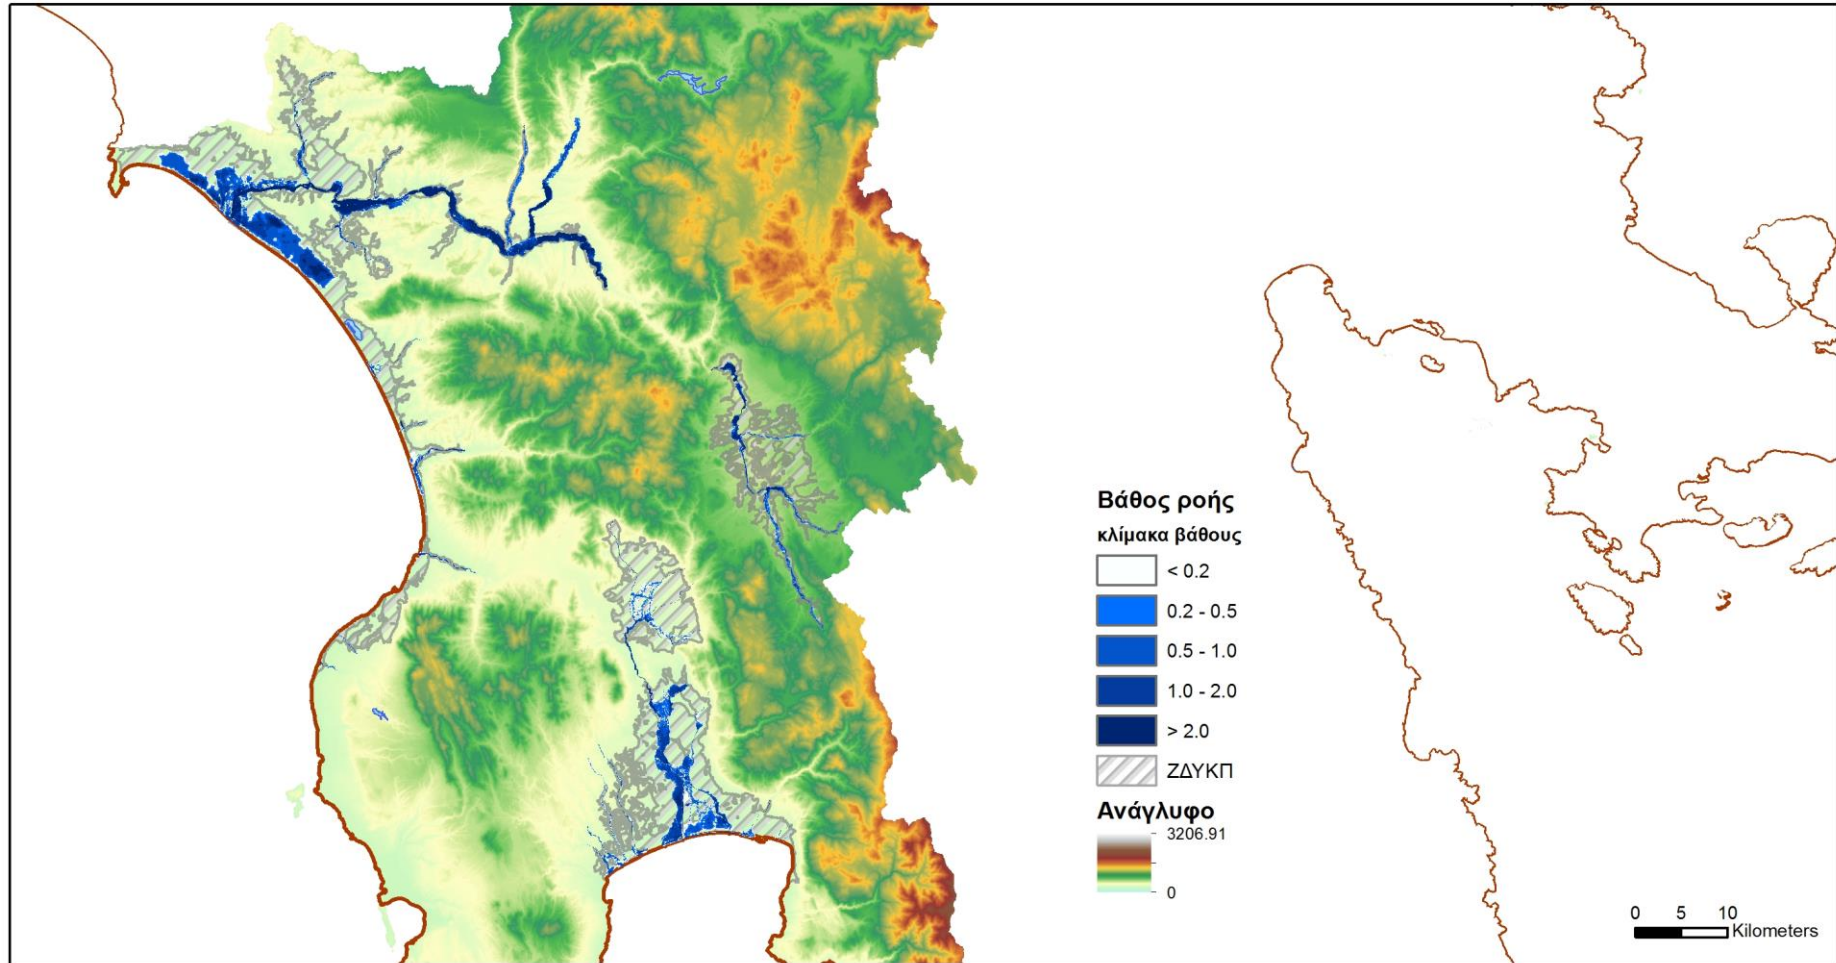 Βάθος ροής
κλίμακα βάθους
< 0.2
0.2 - 0.5
0.5 - 1.0
1.0 - 2.0
> 2.0
ΖΔΥΚΠ
Ανάγλυφο
3206.91
0
0 5 10
Kilometers